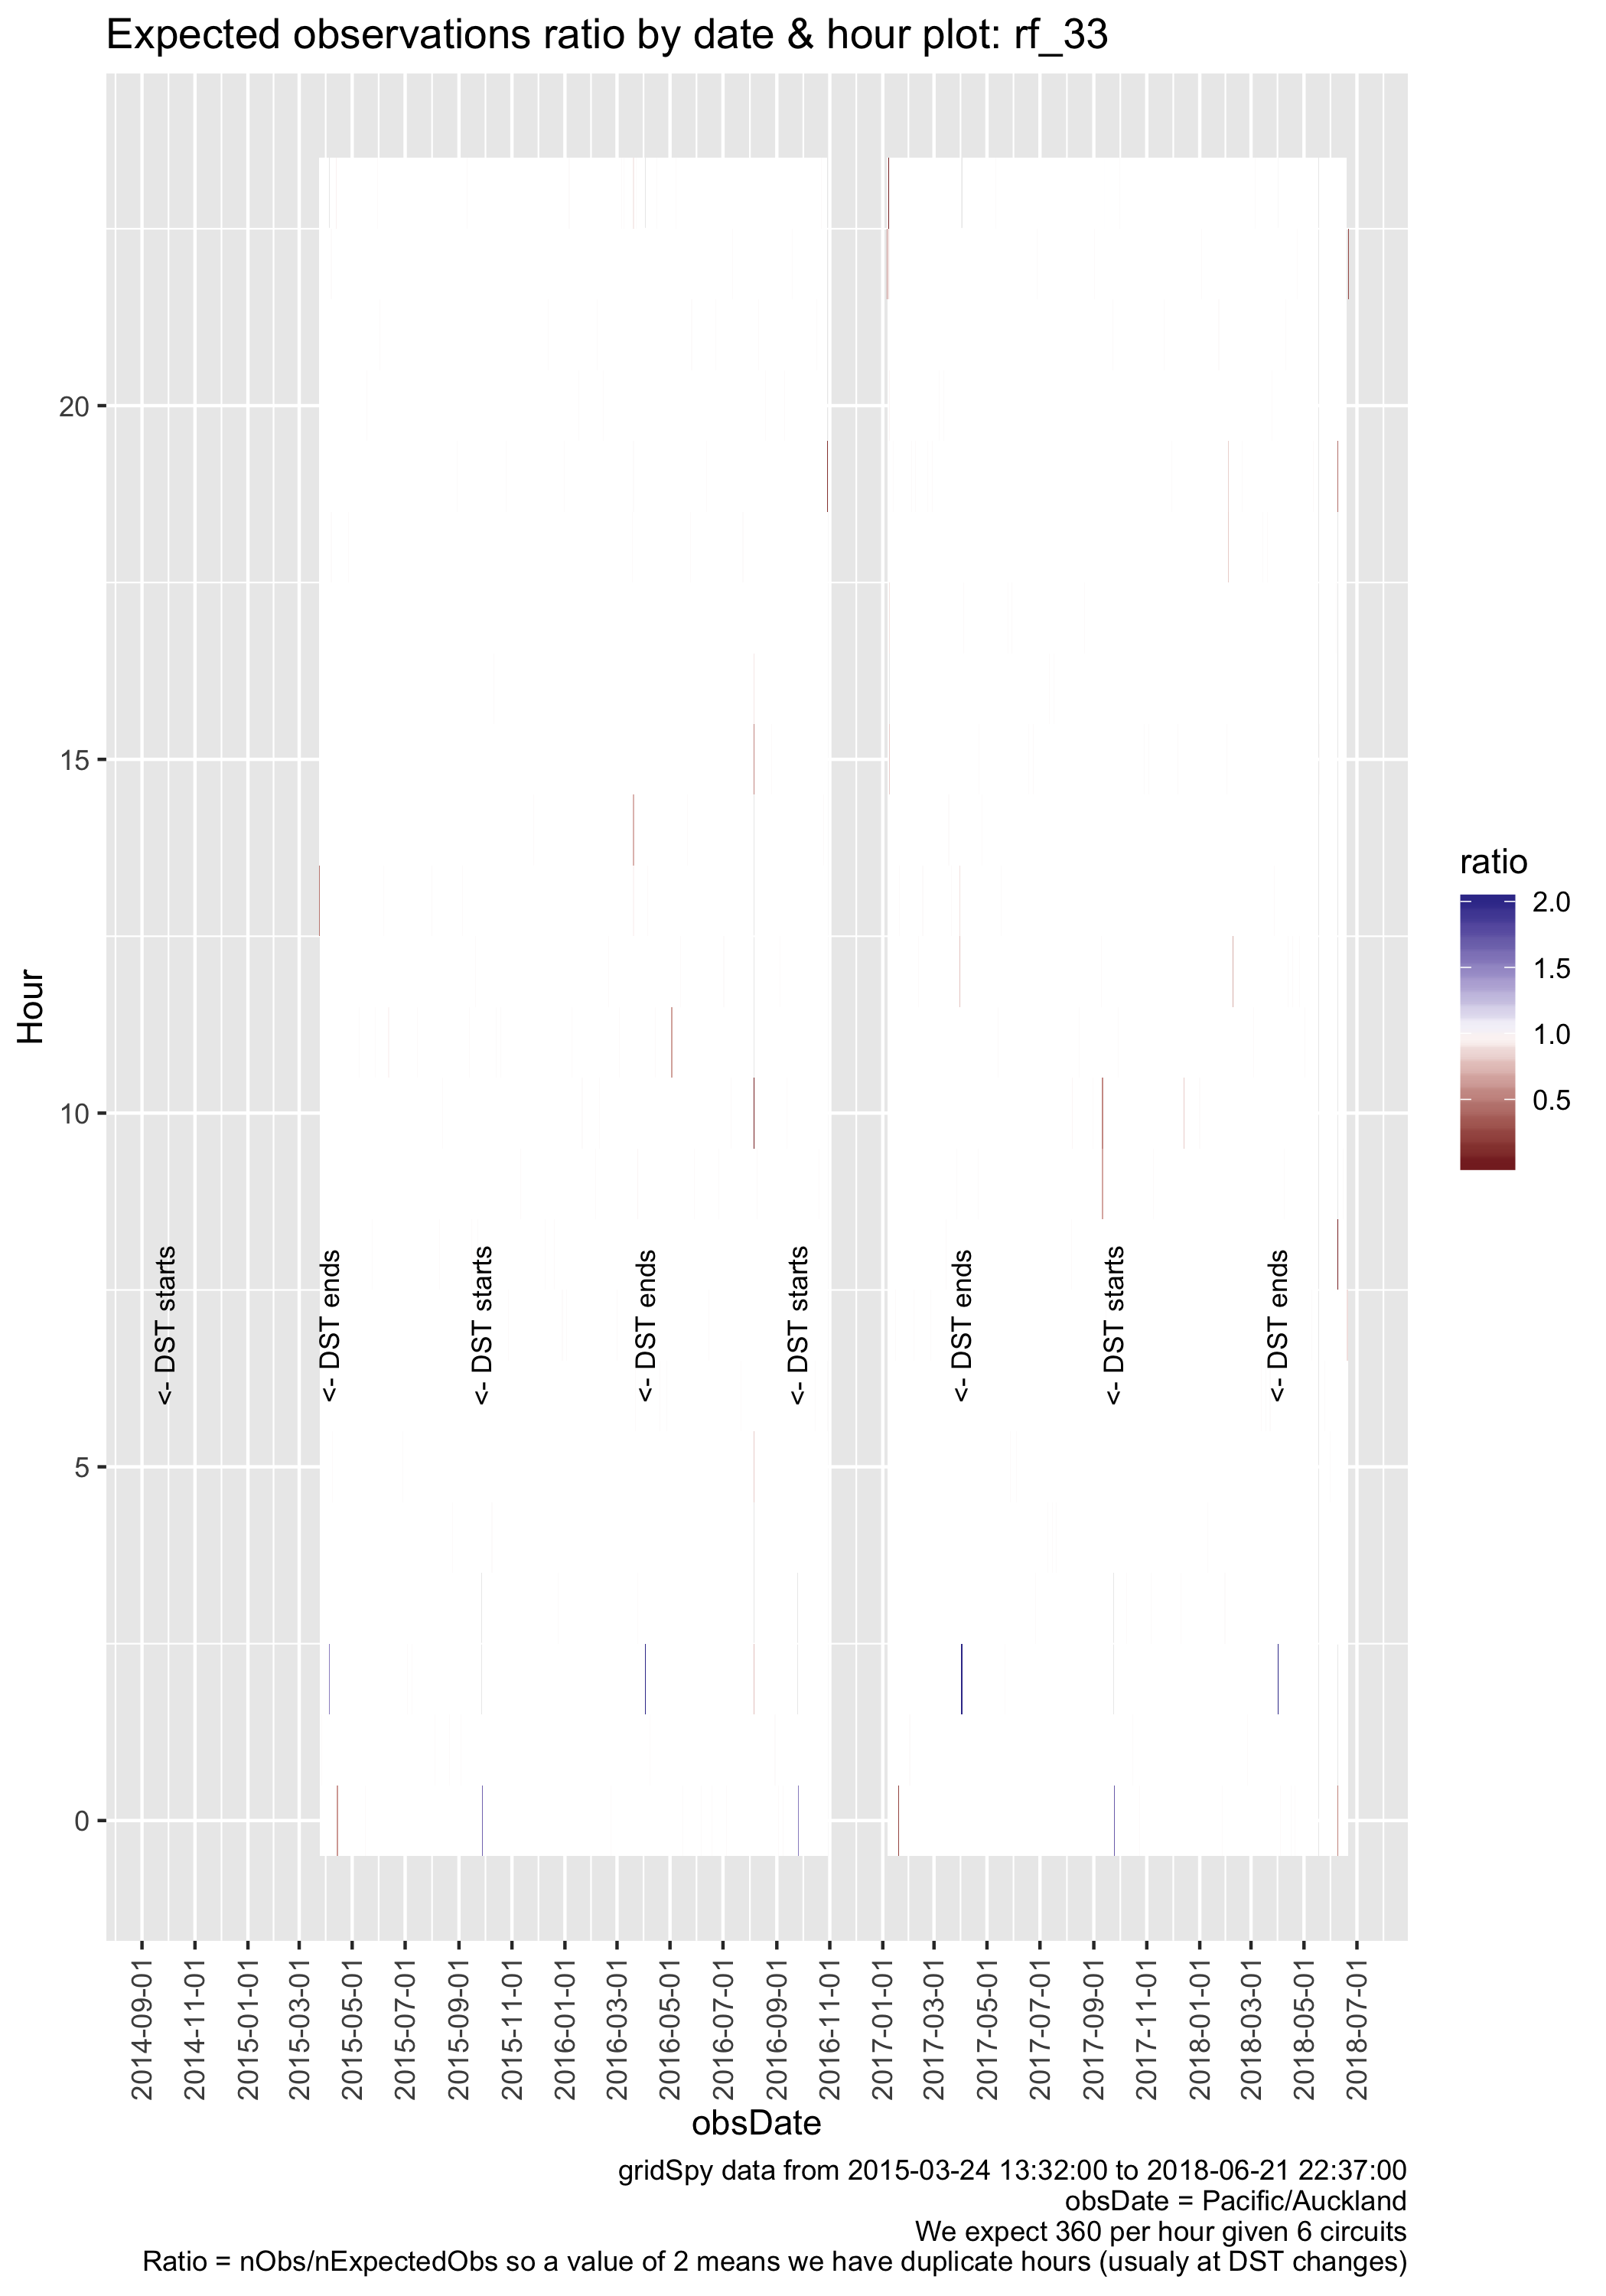 Expected observations ratio by date & hour plot: rf_33
Hour
20
15
10
5
0
<- DST starts
<- DST ends
<- DST starts
<- DST ends
<- DST starts
<- DST ends
<- DST starts
<- DST ends
ratio
2.0
1.5
1.0
0.5
2014-09-01
2014-11-01
2015-01-01
2015-03-01
2015-05-01
2015-07-01
2015-09-01
2015-11-01
2016-01-01
2016-03-01
2016-05-01
2016-07-01
2016-09-01
2016-11-01
2017-01-01
2017-03-01
2017-05-01
2017-07-01
2017-09-01
2017-11-01
2018-01-01
2018-03-01
2018-05-01
2018-07-01
obsDate
gridSpy data from 2015-03-24 13:32:00 to 2018-06-21 22:37:00
obsDate = Pacific/Auckland
We expect 360 per hour given 6 circuits
Ratio = nObs/nExpectedObs so a value of 2 means we have duplicate hours (usualy at DST changes)